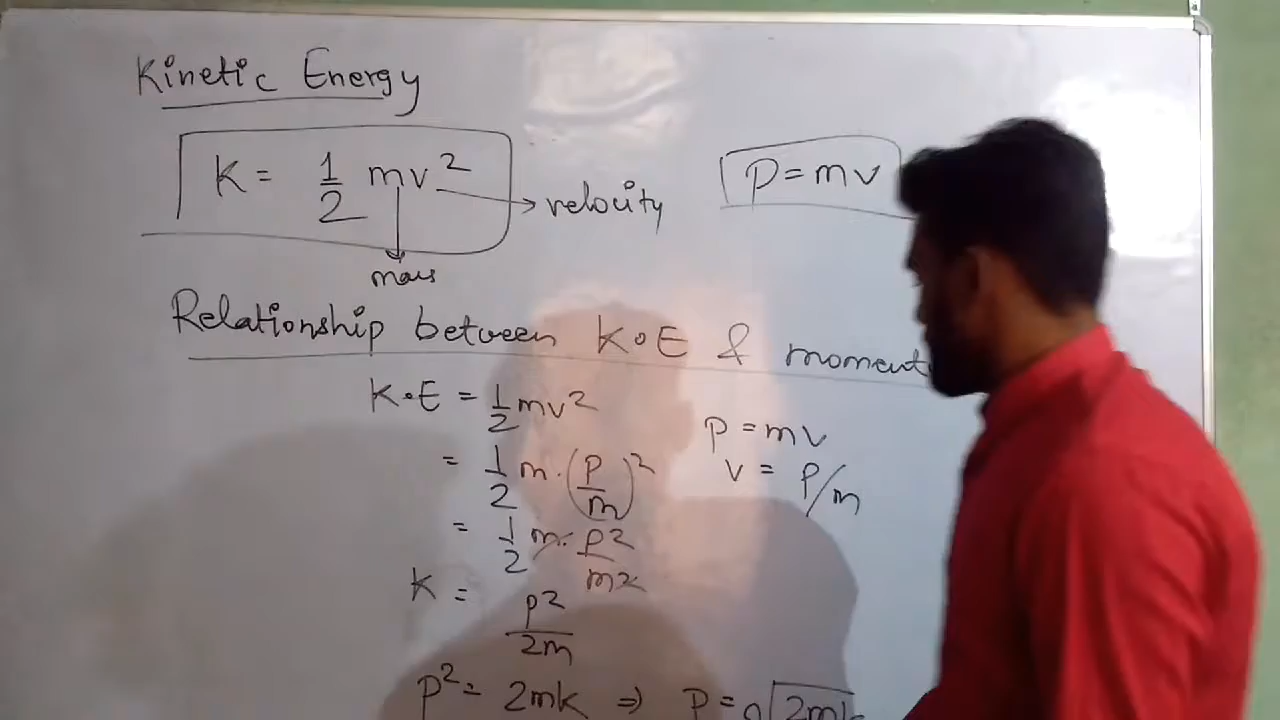 Kinetic Energy
K = 1/2 mv²
velocity
mass
P = mv
Relationship between K.E & moment
K.E = 1/2 mv²
= 1/2 m. (P/m)²
P = mv
V = P/m
= 1/2 m. P²/m²
K = P²/2m
P² = 2mk ⇒ P = √2mk